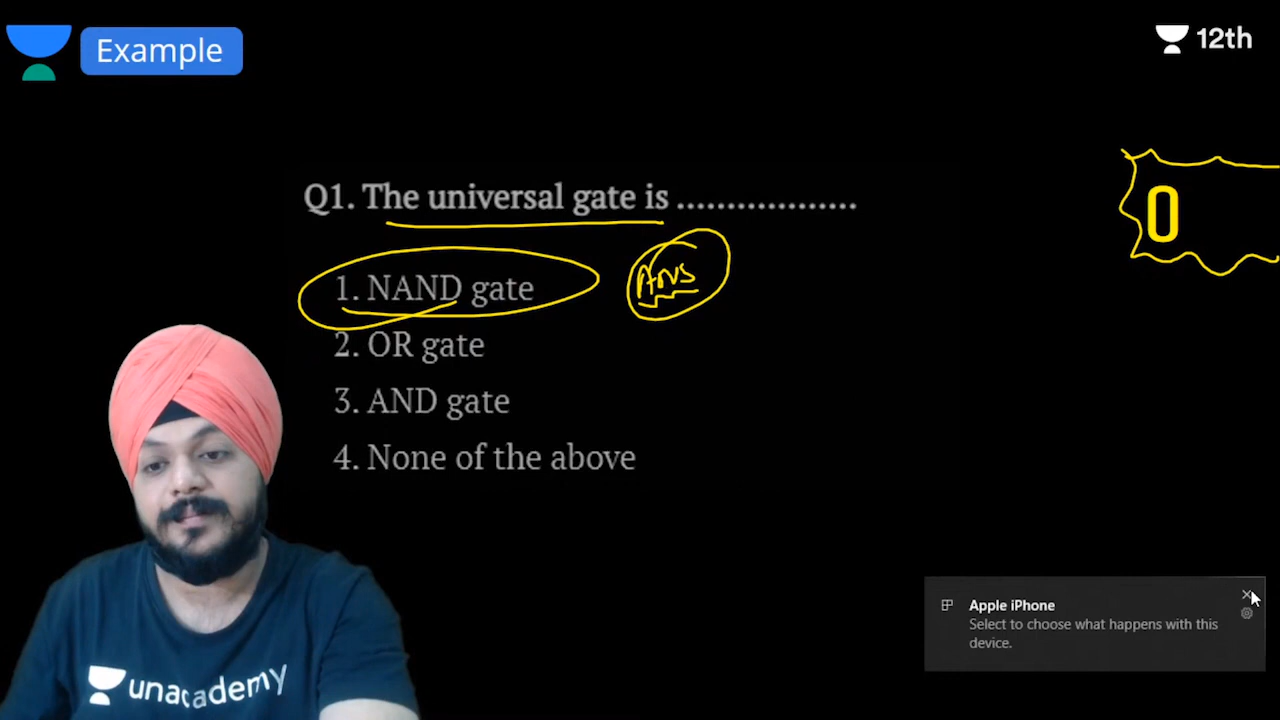 Example
12th
Q1. The universal gate is ..................
0
1. NAND gate
Ans
2. OR gate
3. AND gate
4. None of the above
Apple iPhone
Select to choose what happens with this
device.
unacademy